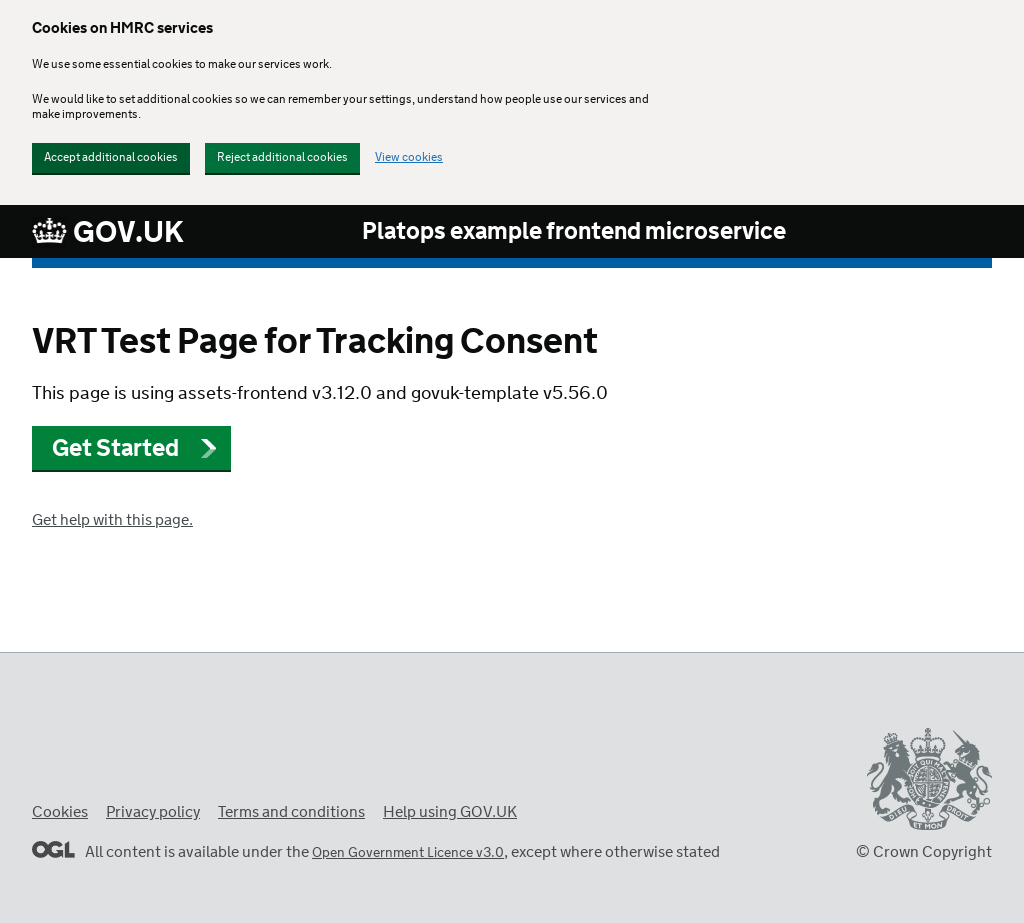 Cookies on HMRC services
We use some essential cookies to make our services work.
We would like to set additional cookies so we can remember your settings, understand how people use our services and
make improvements.
Accept additional cookies
Reject additional cookies
View cookies
GOV.UK
Platops example frontend microservice
VRT Test Page for Tracking Consent
This page is using assets-frontend v3.12.0 and govuk-template v5.56.0
Get Started
Get help with this page.
Cookies
Privacy policy
Terms and conditions
Help using GOV.UK
OGL
All content is available under the Open Government Licence v3.0, except where otherwise stated
DIEU ET MON DROIT
© Crown Copyright